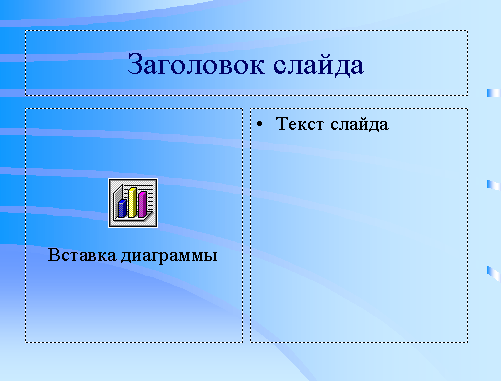 Заголовок слайда
• Текст слайда
Вставка диаграммы